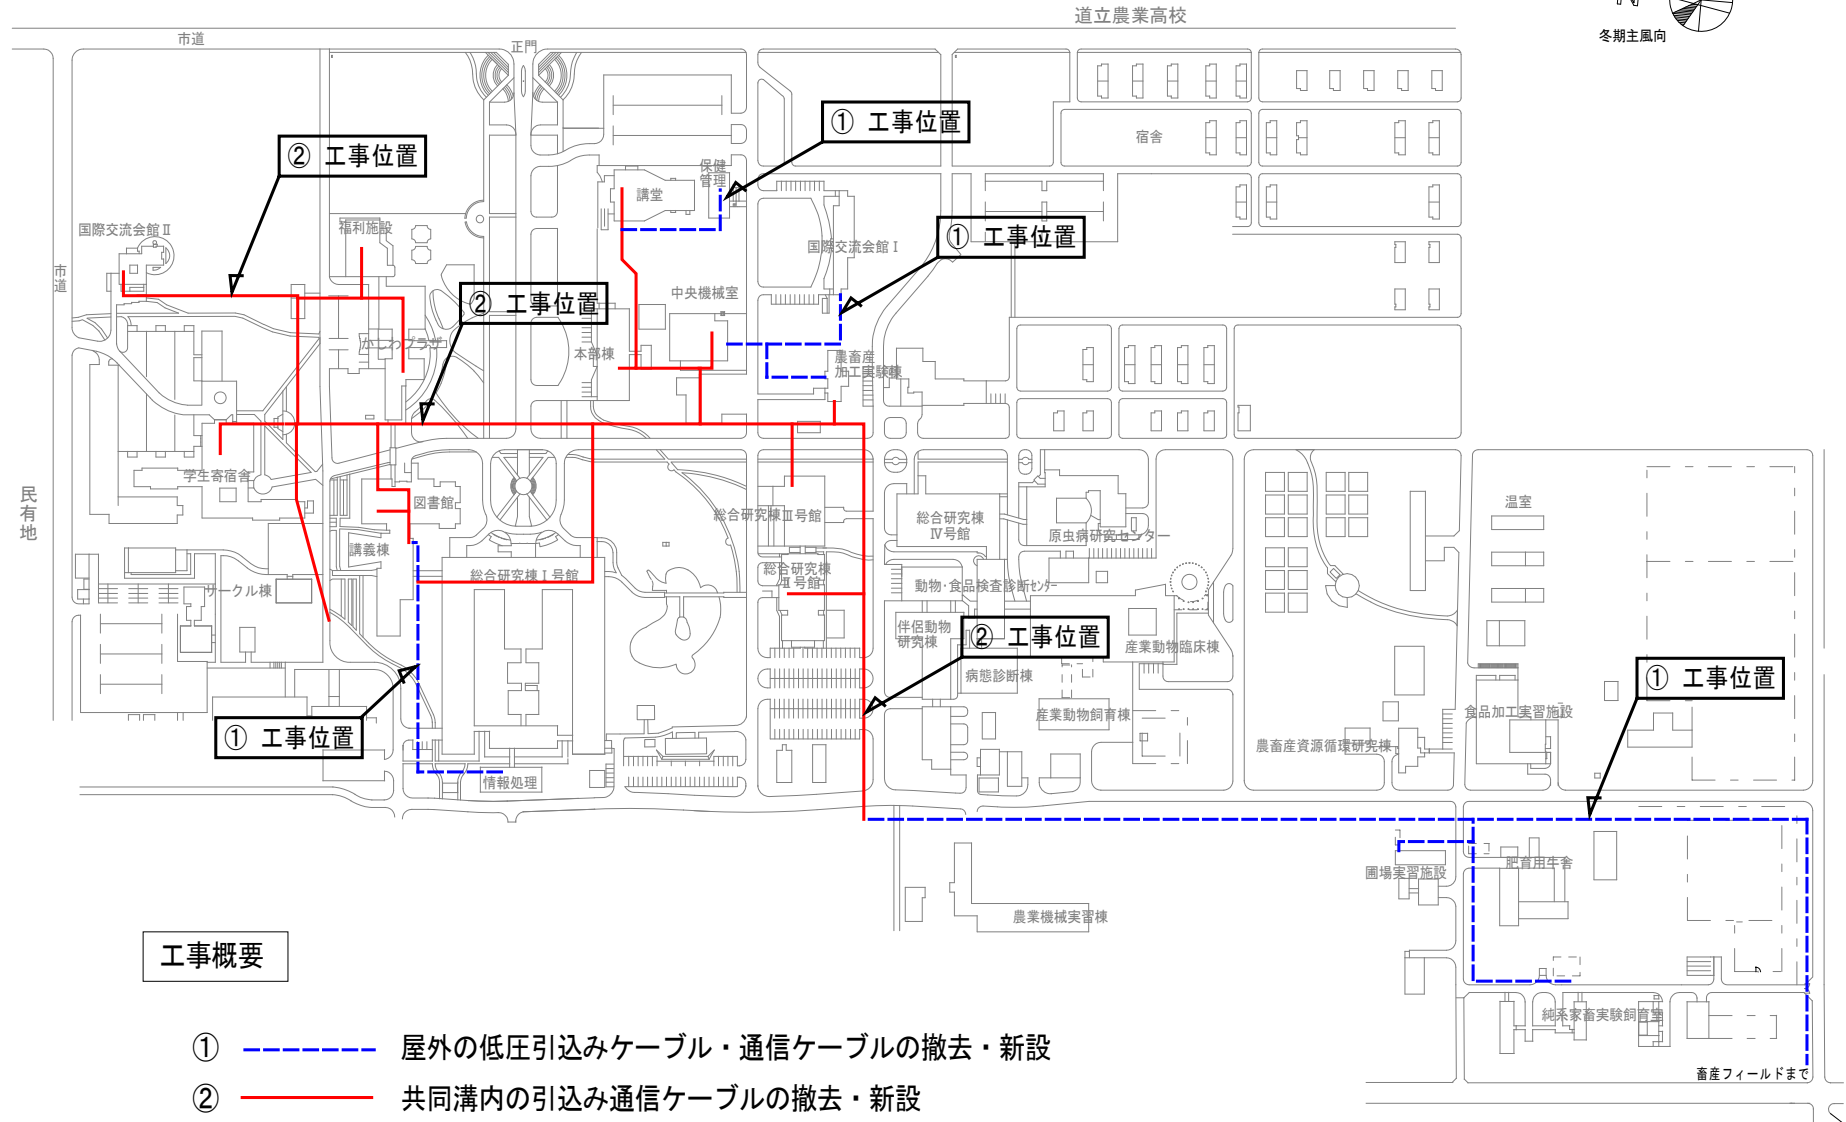 道立農業高校
N
冬期主風向
市道
正門
① 工事位置
② 工事位置
保健
管理
講堂
宿舎
国際交流会館Ⅱ
福利施設
国際交流会館Ⅰ
① 工事位置
市道
② 工事位置
中央機械室
かしわプラザ
本部棟
農畜産
加工実験棟
学生寄宿舎
図書館
民有地
総合研究棟Ⅲ号館
総合研究棟
Ⅳ号館
原虫病研究センター
温室
講義棟
総合研究棟Ⅰ号館
総合研究棟
Ⅱ号館
動物・食品検査診断ｾﾝﾀｰ
サークル棟
伴侶動物
研究棟
② 工事位置
産業動物臨床棟
病態診断棟
① 工事位置
産業動物飼育棟
食品加工実習施設
① 工事位置
農畜産資源循環研究棟
情報処理
圃場実習施設
肥育用牛舎
農業機械実習棟
工事概要
純系家畜実験飼育室
畜産フィールドまで
① 屋外の低圧引込みケーブル・通信ケーブルの撤去・新設
② 共同溝内の引込み通信ケーブルの撤去・新設